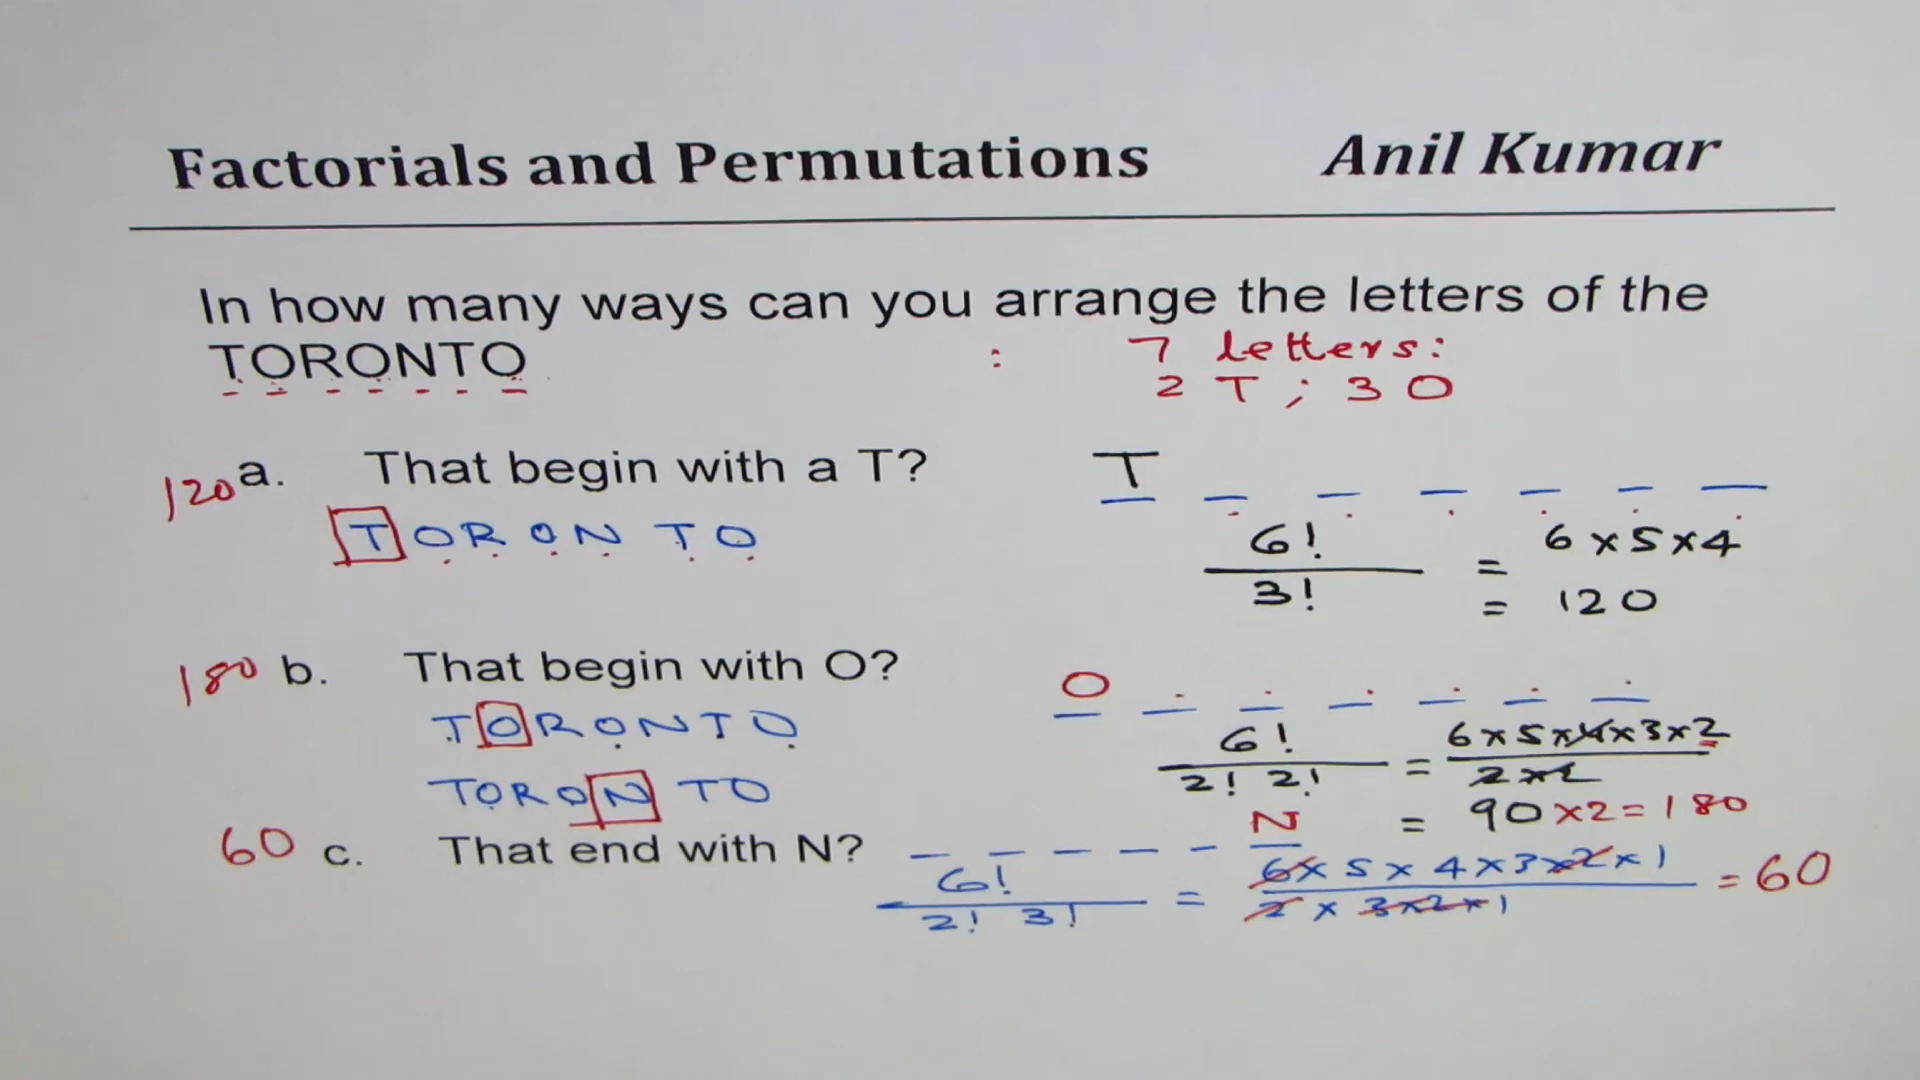 Factorials and Permutations Anil Kumar
In how many ways can you arrange the letters of the
TORONTO : 7 letters:
2 T ; 3 O
120 a. That begin with a T? T
TORONTO
6! / 3! = 6 x 5 x 4
= 120
180 b. That begin with O? O
TORONTO
6! / 2! 2! = 6 x 5 x 4 x 3 x 2 / 2 x 2
TORONTO
= 90 x 2 = 180
60 c. That end with N? N
6! / 2! 3! = 6 x 5 x 4 x 3 x 2 x 1 / 2 x 3 x 2 x 1 = 60